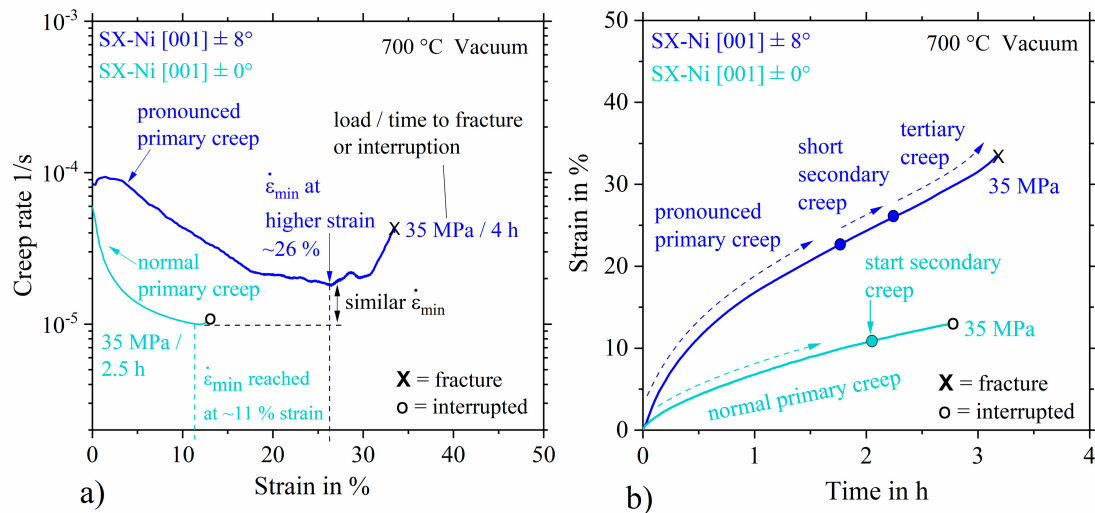 SX-Ni [001] ± 8°
SX-Ni [001] ± 0°
700 °C Vacuum
pronounced
primary creep
load / time to fracture
or interruption
ε̇min at
higher strain
~26 %
35 MPa / 4 h
normal
primary creep
similar ε̇min
35 MPa /
2.5 h
ε̇min reached
at ~11 % strain
X = fracture
o = interrupted
10⁻³
10⁻⁴
10⁻⁵
Creep rate 1/s
0 10 20 30 40 50
Strain in %
a)
SX-Ni [001] ± 8°
SX-Ni [001] ± 0°
700 °C Vacuum
tertiary
creep
short
secondary
creep
35 MPa
pronounced
primary creep
start secondary
creep
35 MPa
normal primary creep
X = fracture
o = interrupted
50
40
30
20
10
0
Strain in %
0 1 2 3 4
Time in h
b)